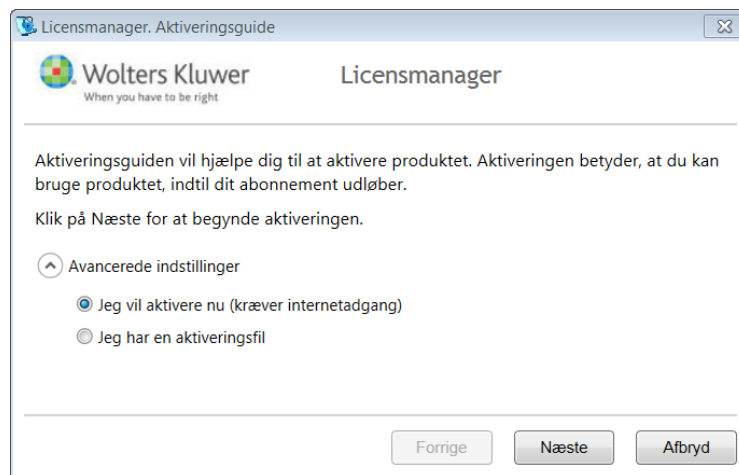 Licensmanager. Aktiveringsguide
Wolters Kluwer
When you have to be right
Licensmanager
Aktiveringsguiden vil hjælpe dig til at aktivere produktet. Aktiveringen betyder, at du kan
bruge produktet, indtil dit abonnement udløber.
Klik på Næste for at begynde aktiveringen.
Avancerede indstillinger
Jeg vil aktivere nu (kræver internetadgang)
Jeg har en aktiveringsfil
Forrige
Næste
Afbryd